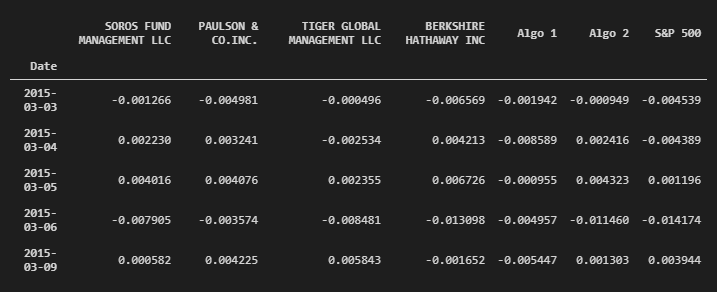 SOROS FUND MANAGEMENT LLC PAULSON & CO.INC. TIGER GLOBAL MANAGEMENT LLC BERKSHIRE HATHAWAY INC Algo 1 Algo 2 S&P 500
Date
2015-03-03 -0.001266 -0.004981 -0.000496 -0.006569 -0.001942 -0.000949 -0.004539
2015-03-04 0.002230 0.003241 -0.002534 0.004213 -0.008589 0.002416 -0.004389
2015-03-05 0.004016 0.004076 0.002355 0.006726 -0.000955 0.004323 0.001196
2015-03-06 -0.007905 -0.003574 -0.008481 -0.013098 -0.004957 -0.011460 -0.014174
2015-03-09 0.000582 0.004225 0.005843 -0.001652 -0.005447 0.001303 0.003944